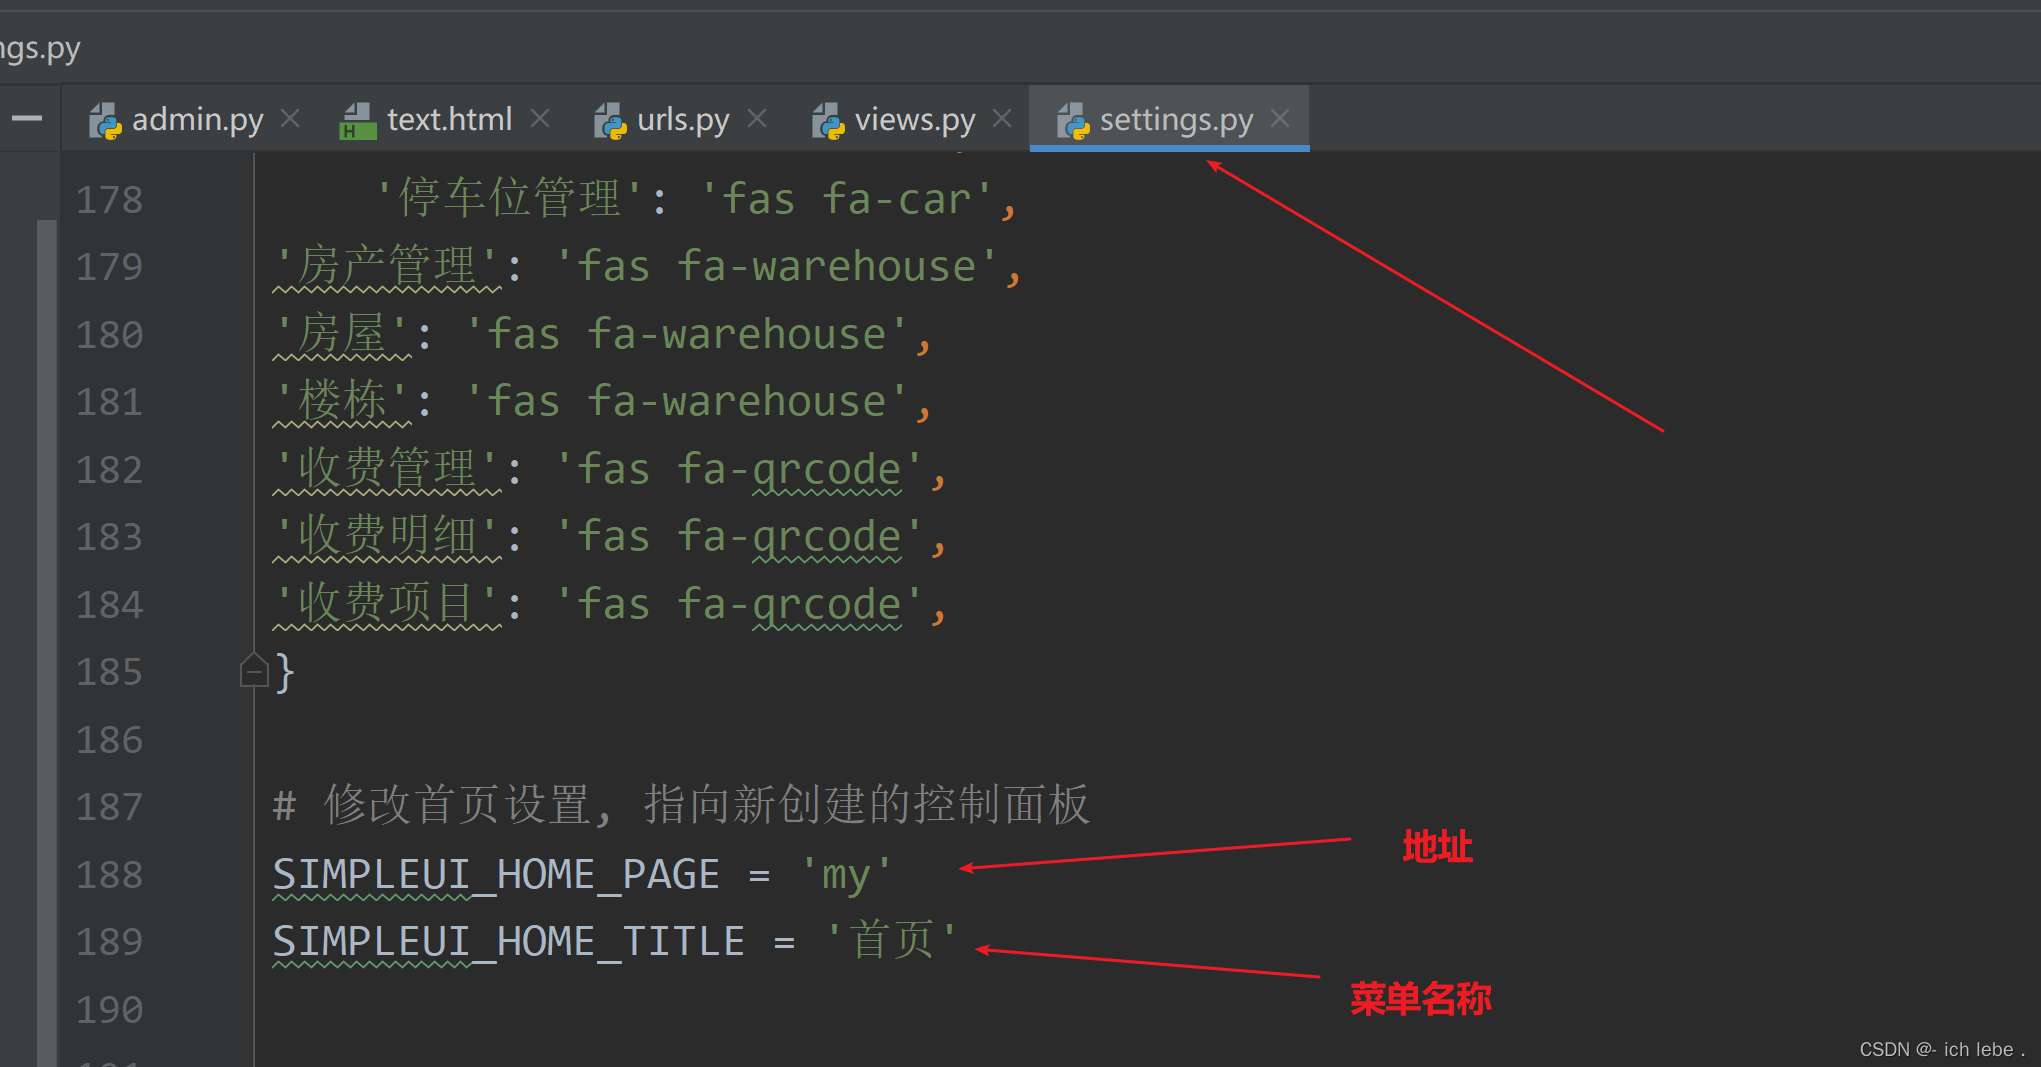 ngs.py
admin.py text.html urls.py views.py settings.py
178 '停车位管理': 'fas fa-car',
179 '房产管理': 'fas fa-warehouse',
180 '房屋': 'fas fa-warehouse',
181 '楼栋': 'fas fa-warehouse',
182 '收费管理': 'fas fa-qrcode',
183 '收费明细': 'fas fa-qrcode',
184 '收费项目': 'fas fa-qrcode',
185 }
186
187 # 修改首页设置, 指向新创建的控制面板
188 SIMPLEUI_HOME_PAGE = 'my'
地址
189 SIMPLEUI_HOME_TITLE = '首页'
菜单名称
190
CSDN @- ich lebe .